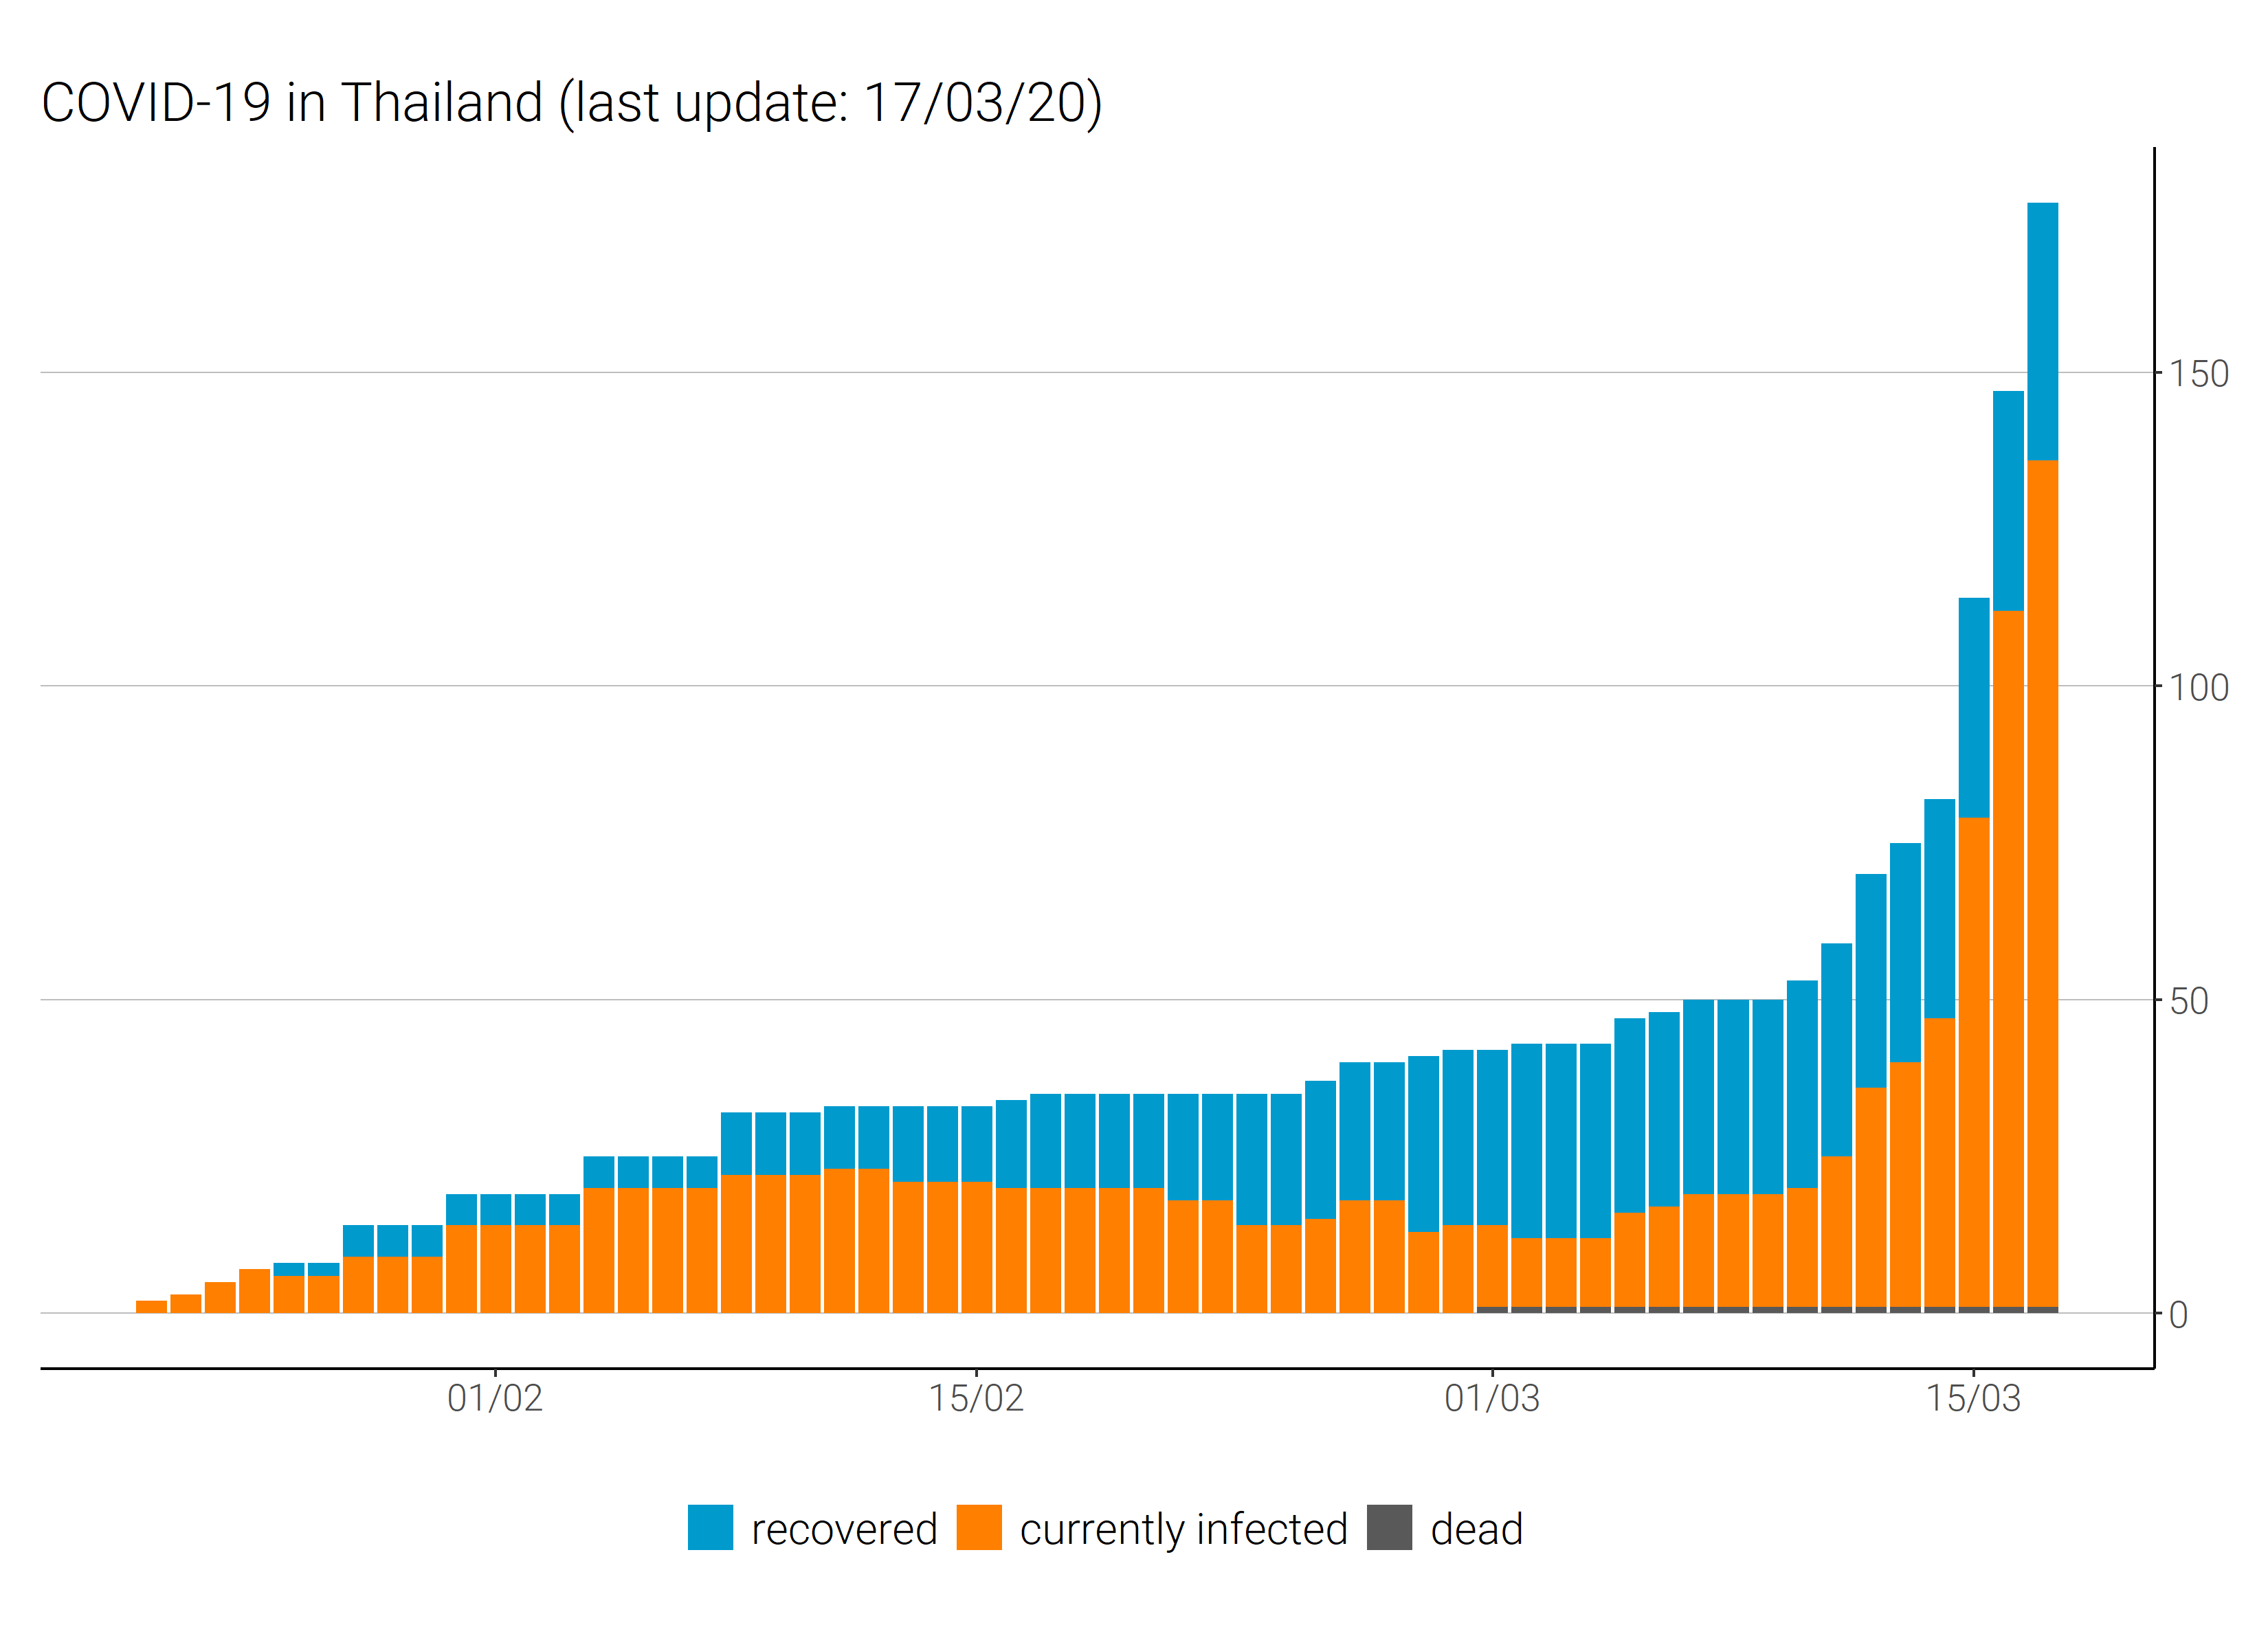 COVID-19 in Thailand (last update: 17/03/20)
150
100
50
0
01/02 15/02 01/03 15/03
recovered currently infected dead